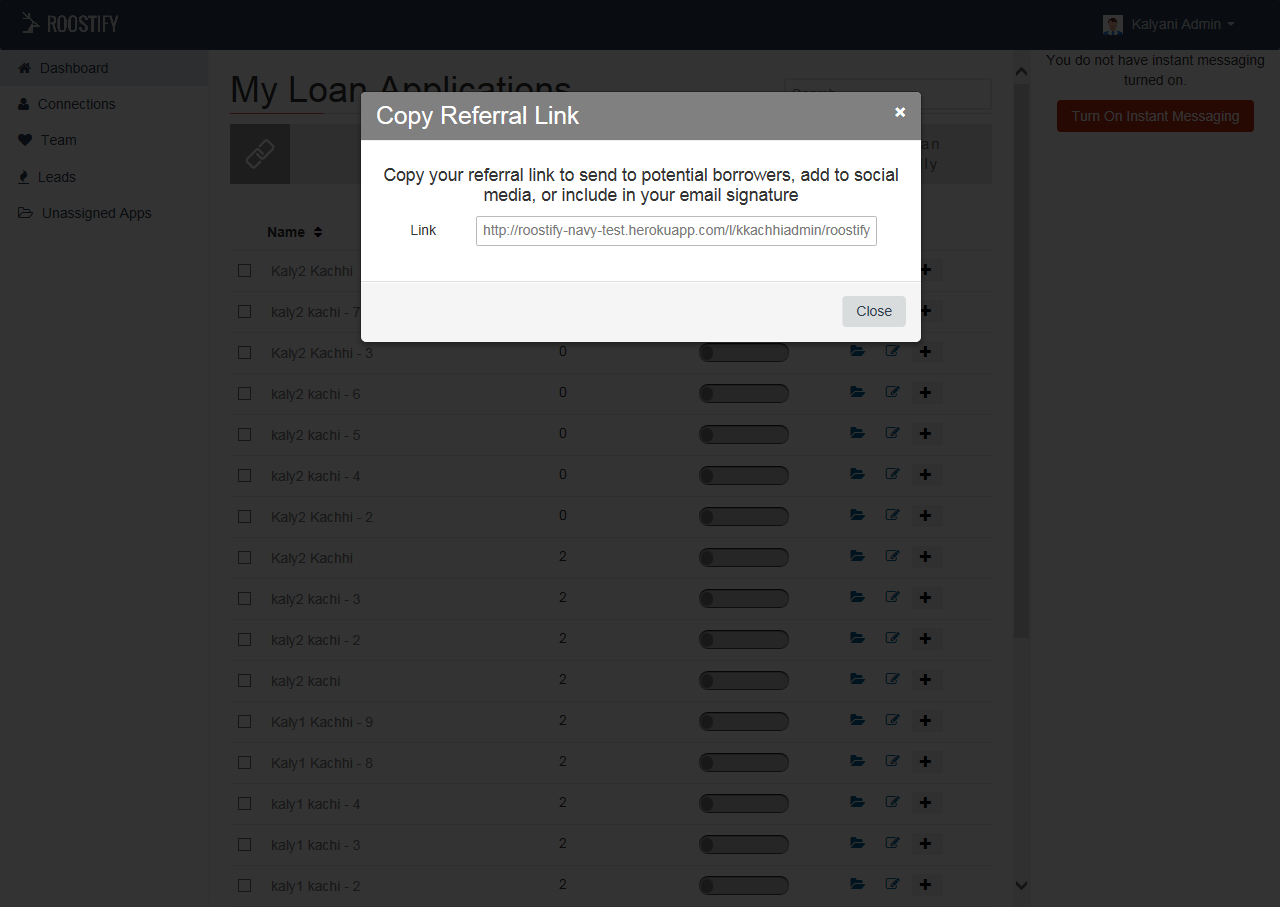 ROOSTIFY
Kalyani Admin
Dashboard
Connections
Team
Leads
Unassigned Apps
My Loan Applications
You do not have instant messaging
turned on.
Turn On Instant Messaging
Copy Referral Link
Copy your referral link to send to potential borrowers, add to social
media, or include in your email signature
Link http://roostify-navy-test.herokuapp.com/l/kkachhiadmin/roostify
Close
Name
Kaly2 Kachhi
kaly2 kachi - 7
Kaly2 Kachhi - 3 0
kaly2 kachi - 6 0
kaly2 kachi - 5 0
kaly2 kachi - 4 0
Kaly2 Kachhi - 2 0
Kaly2 Kachhi 2
kaly2 kachi - 3 2
kaly2 kachi - 2 2
kaly2 kachi 2
Kaly1 Kachhi - 9 2
Kaly1 Kachhi - 8 2
kaly1 kachi - 4 2
kaly1 kachi - 3 2
kaly1 kachi - 2 2